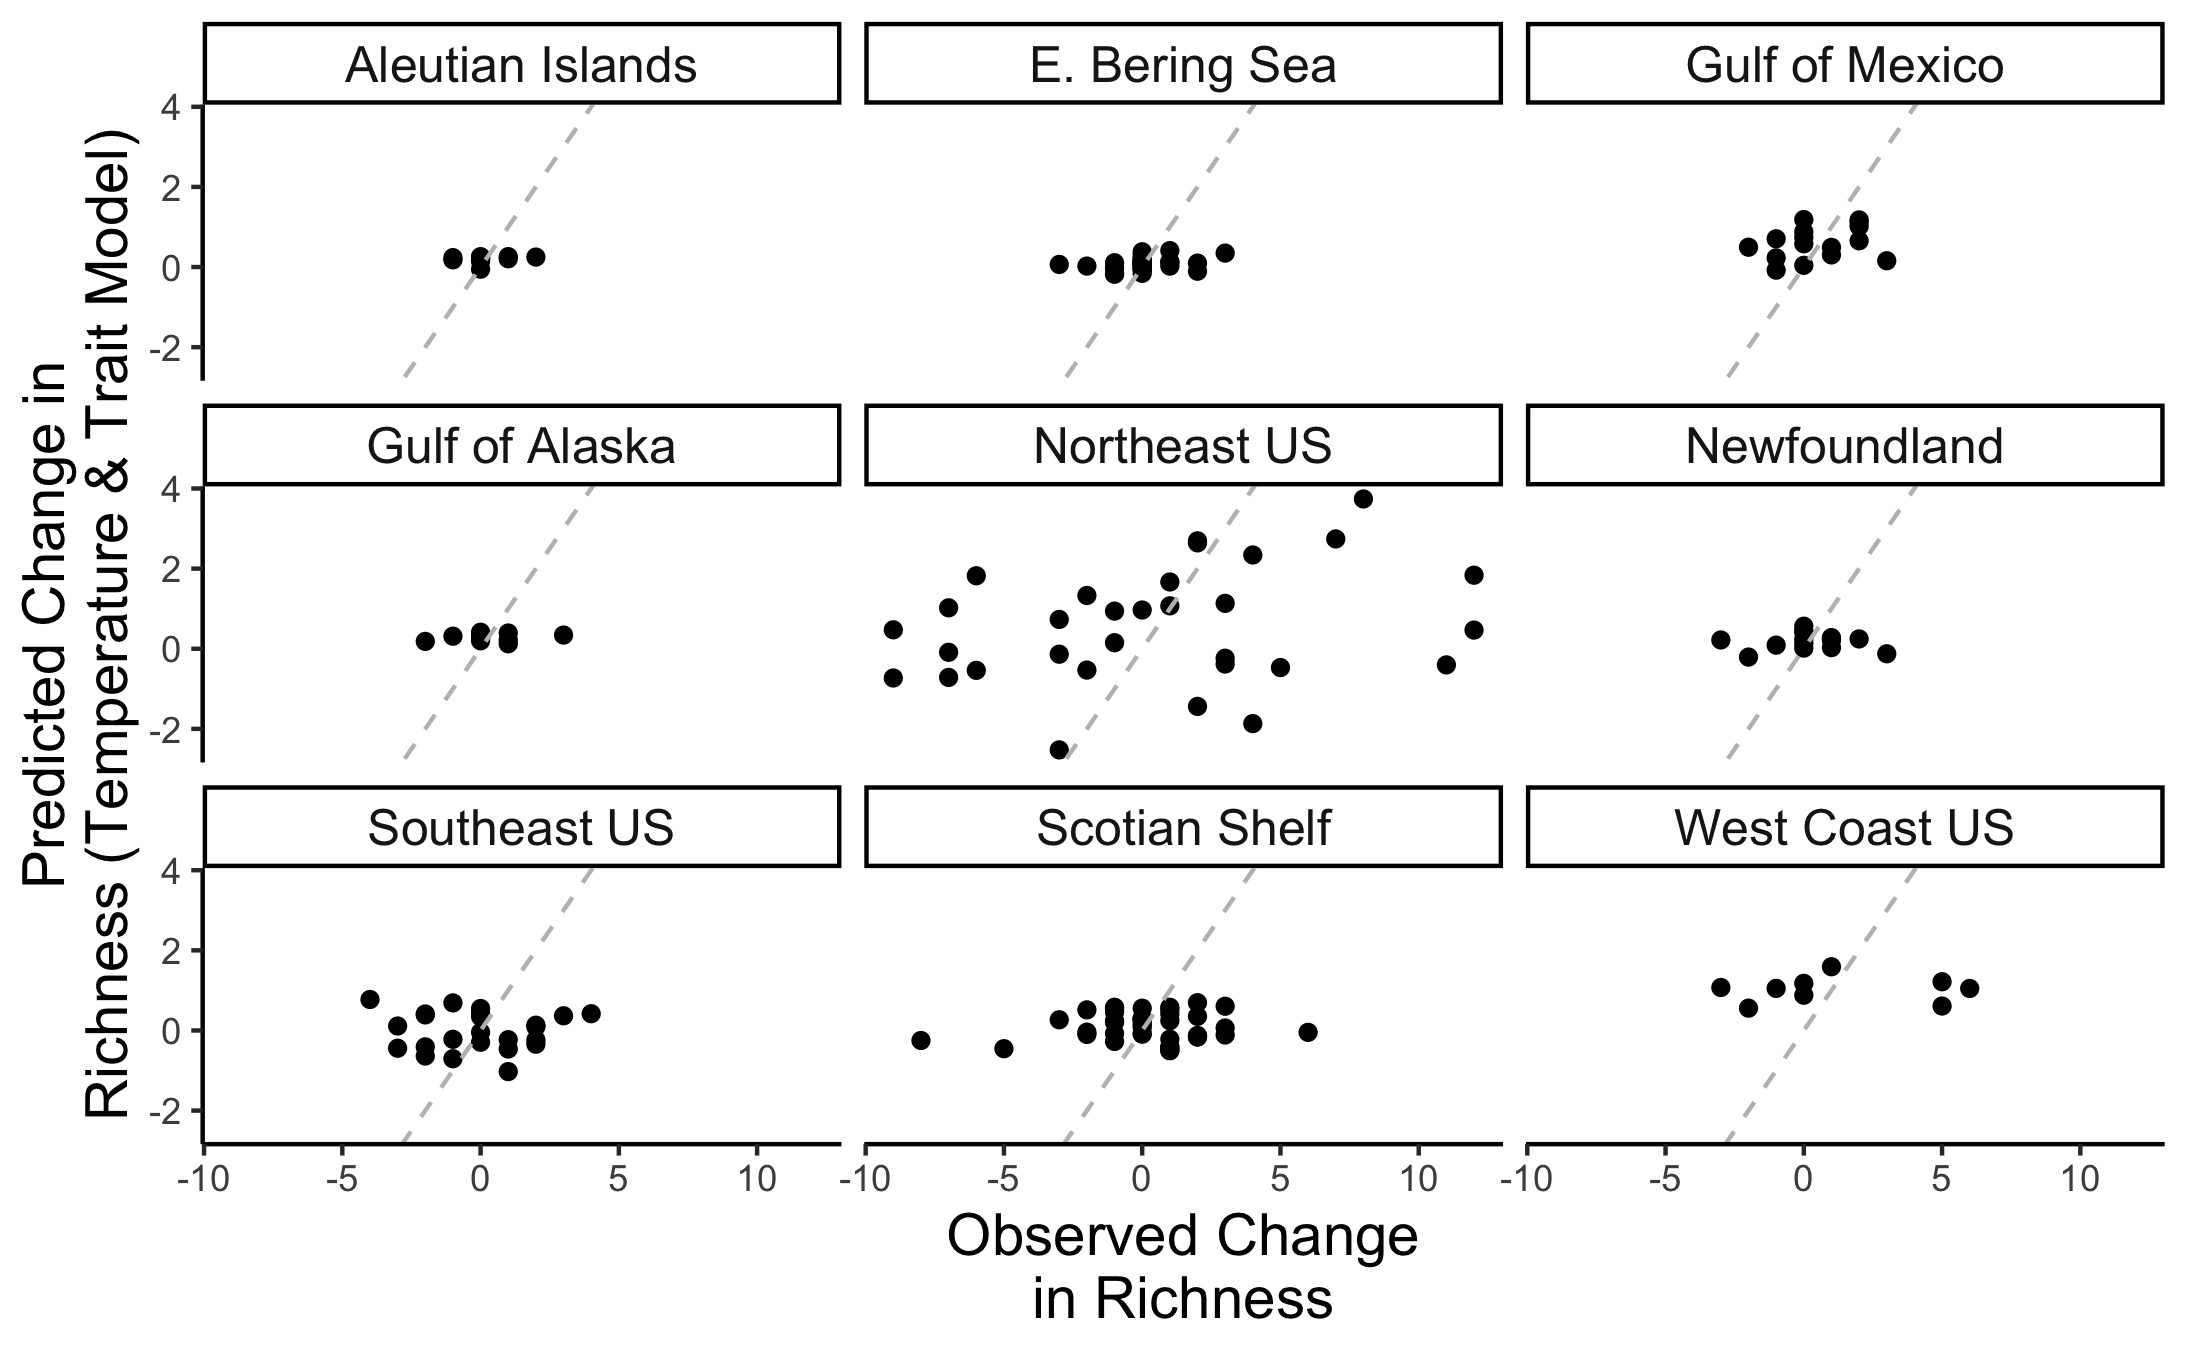 Predicted Change in
Richness (Temperature & Trait Model)
Aleutian Islands
E. Bering Sea
Gulf of Mexico
4
2
0
-2
Gulf of Alaska
Northeast US
Newfoundland
4
2
0
-2
Southeast US
Scotian Shelf
West Coast US
4
2
0
-2
-10 -5 0 5 10
-10 -5 0 5 10
-10 -5 0 5 10
Observed Change
in Richness